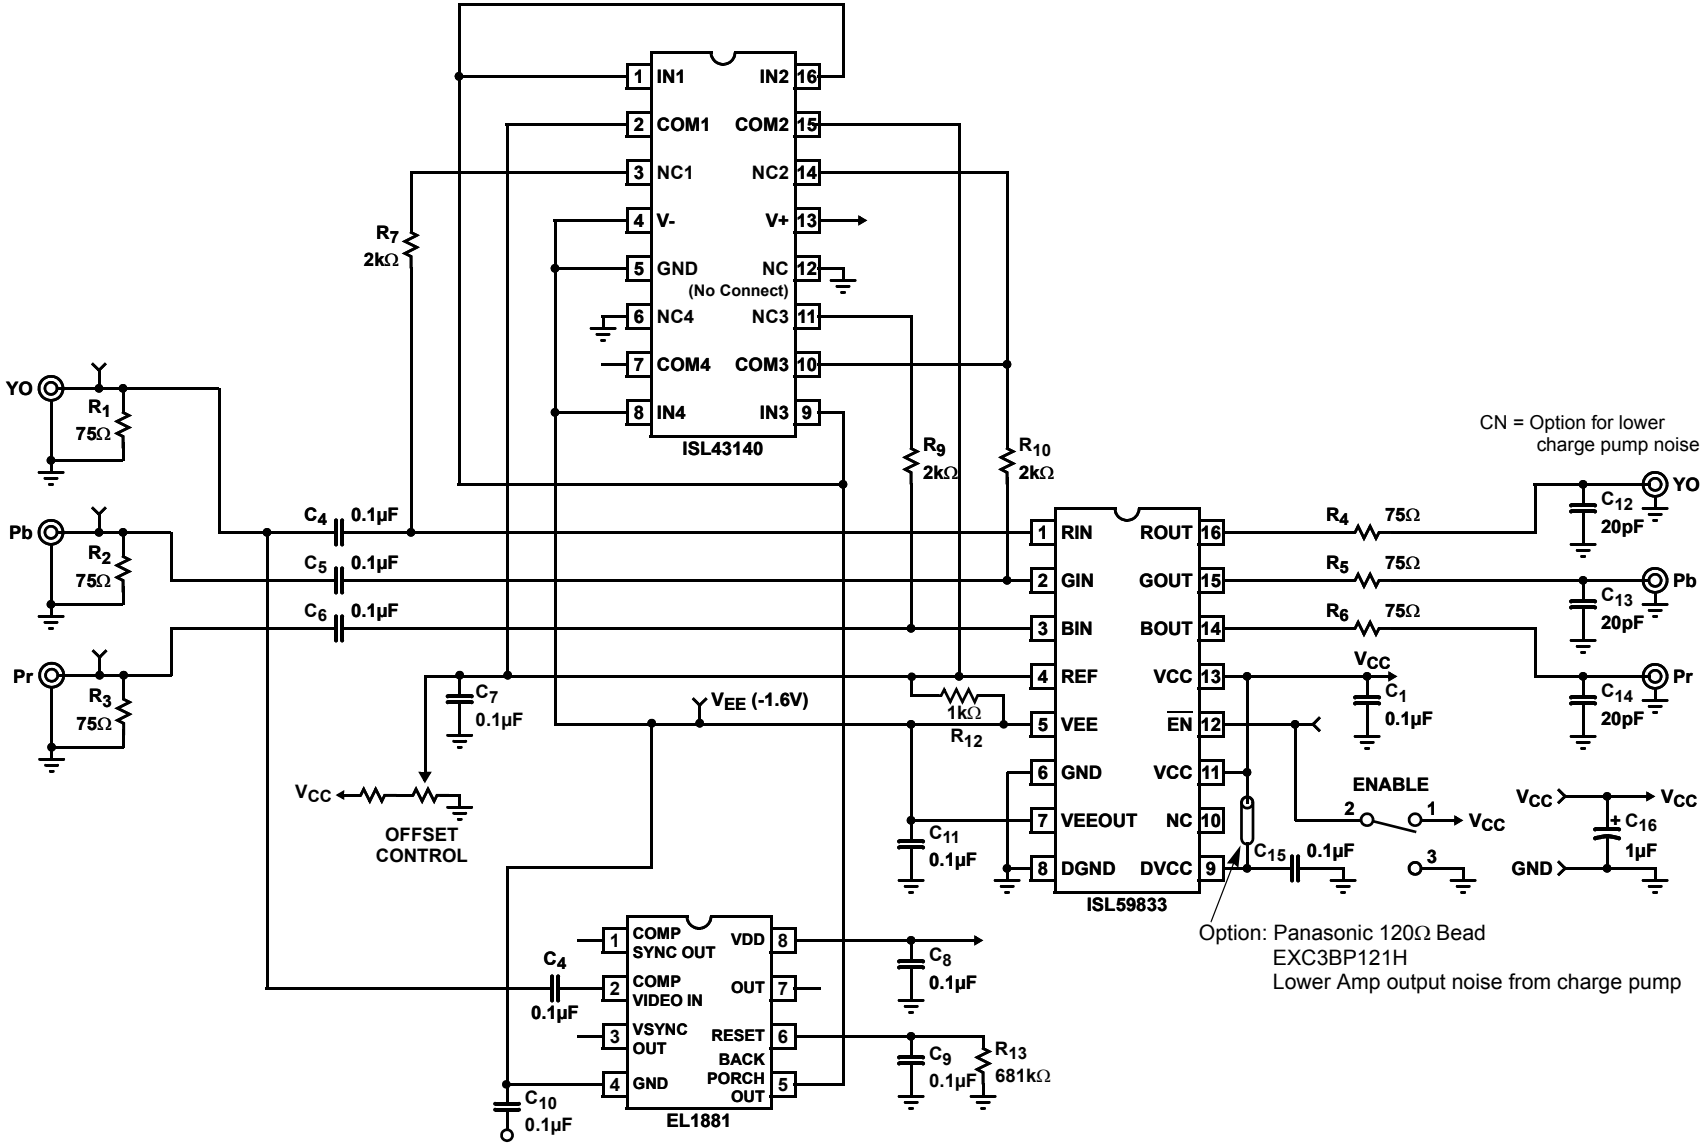 1 IN1 IN2 16
2 COM1 COM2 15
3 NC1 NC2 14
4 V- V+ 13
5 GND NC 12
(No Connect)
6 NC4 NC3 11
7 COM4 COM3 10
8 IN4 IN3 9
ISL43140
R7
2kΩ
YO
R1
75Ω
Pb
R2
75Ω
Pr
R3
75Ω
C4 0.1µF
C5 0.1µF
C6 0.1µF
R9
2kΩ
R10
2kΩ
CN = Option for lower
charge pump noise
1 RIN ROUT 16
2 GIN GOUT 15
3 BIN BOUT 14
4 REF VCC 13
5 VEE EN 12
6 GND VCC 11
7 VEEOUT NC 10
8 DGND DVCC 9
ISL59833
R4 75Ω
R5 75Ω
R6 75Ω
YO
C12
20pF
Pb
C13
20pF
Pr
C14
20pF
VCC
C1
0.1µF
C7
0.1µF
VEE (-1.6V)
1kΩ
R12
VCC
OFFSET
CONTROL
C11
0.1µF
ENABLE
2 1 VCC
3
VCC VCC
+ C16
1µF
GND
C15 0.1µF
Option: Panasonic 120Ω Bead
EXC3BP121H
Lower Amp output noise from charge pump
1 COMP SYNC OUT VDD 8
2 COMP VIDEO IN OUT 7
3 VSYNC OUT RESET 6
4 GND BACK PORCH OUT 5
EL1881
C4
0.1µF
C8
0.1µF
C9
0.1µF
R13
681kΩ
C10
0.1µF